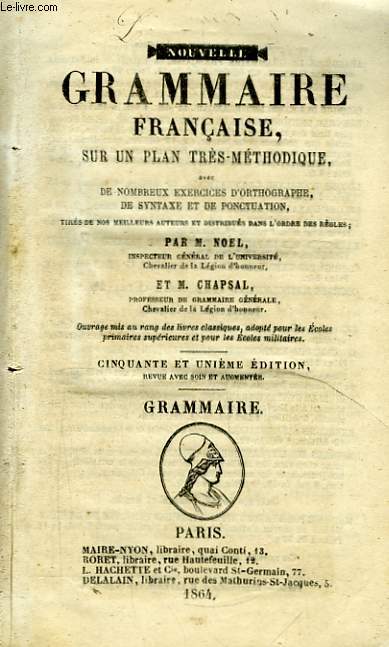 © Le-livre.com
NOUVELLE
GRAMMAIRE
FRANÇAISE,
SUR UN PLAN TRÈS-MÉTHODIQUE,
avec
DE NOMBREUX EXERCICES D'ORTHOGRAPHE,
DE SYNTAXE ET DE PONCTUATION,
TIRÉS DE NOS MEILLEURS AUTEURS ET DISTRIBUÉS DANS L'ORDRE DES RÈGLES;
PAR M. NOEL,
INSPECTEUR GÉNÉRAL DE L'UNIVERSITÉ,
Chevalier de la Légion d'honneur,
ET M. CHAPSAL,
PROFESSEUR DE GRAMMAIRE GÉNÉRALE,
Chevalier de la Légion d'honneur.
Ouvrage mis au rang des livres classiques, adopté pour les Écoles
primaires supérieures et pour les Écoles militaires.
CINQUANTE ET UNIÈME ÉDITION,
REVUE AVEC SOIN ET AUGMENTÉE.
GRAMMAIRE.
PARIS.
MAIRE-NYON, libraire, quai Conti, 13.
RORET, libraire, rue Hautefeuille, 12.
L. HACHETTE et Cie, boulevard St-Germain, 77.
DELALAIN, libraire, rue des Mathurins-St-Jacques, 5.
1864.